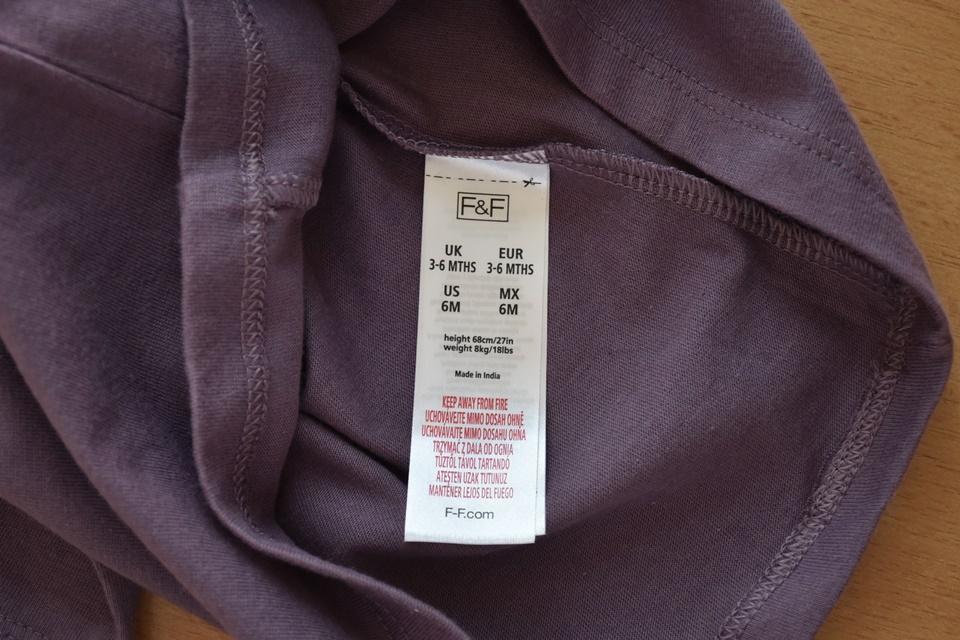 F&F
UK EUR
3-6 MTHS 3-6 MTHS
US MX
6M 6M
height 68cm/27in
weight 8kg/18lbs
Made in India
KEEP AWAY FROM FIRE
UCHOVÁVEJTE MIMO DOSAH OHNĚ
UCHOVÁVAJTE MIMO DOSAHU OHŇA
TRZYMAĆ Z DALA OD OGNIA
TŰZTŐL TÁVOL TARTANDÓ
ATEŞTEN UZAK TUTUNUZ
MANTENER LEJOS DEL FUEGO
F-F.com